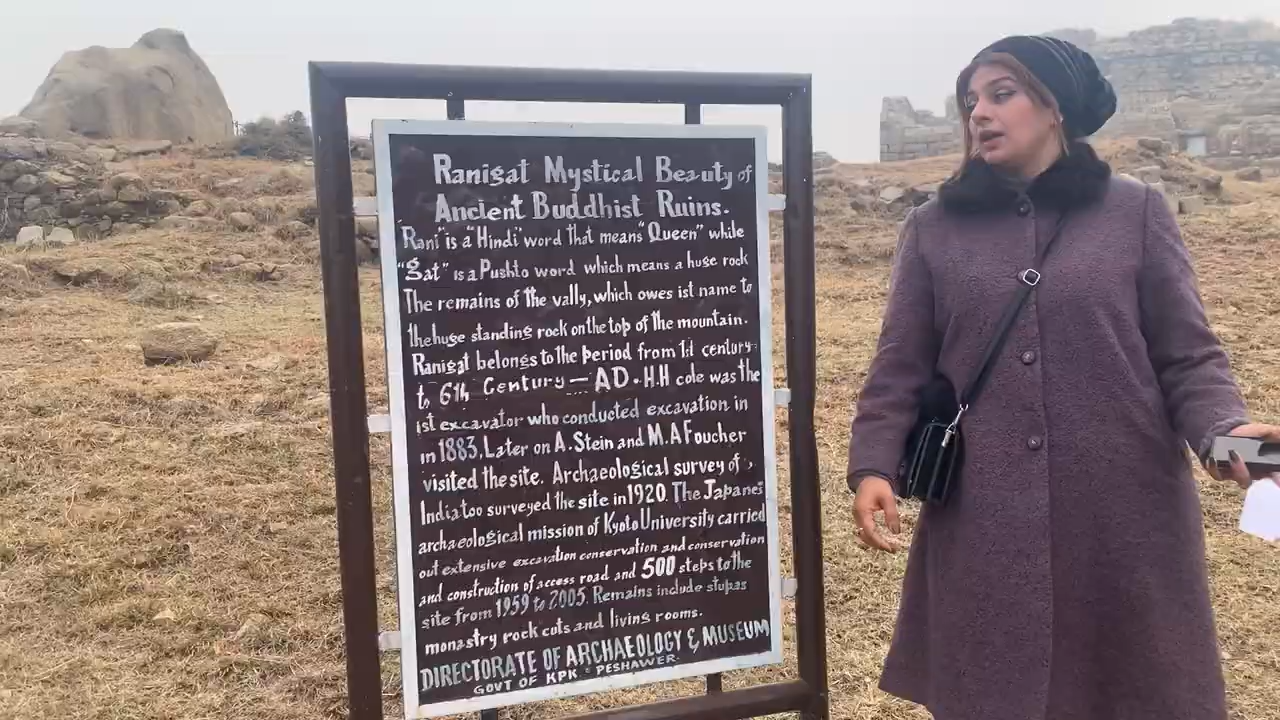 Ranigat Mystical Beauty of
Ancient Buddhist Ruins.
"Rani" is a "Hindi" word that means "Queen" while
"gat" is a Pushto word which means a huge rock
The remains of the vally, which owes ist name to
the huge standing rock on the top of the mountain.
Ranigat belongs to the Period from 1st century
to 6th Century — AD. H.H cole was the
ist excavator who conducted excavation in
in 1883. Later on A. Stein and M.A Foucher
visited the site. Archaeological survey of
India too surveyed the site in 1920. The Japanes
archaeological mission of Kyoto University carried
out extensive excavation conservation and conservation
and construction of access road and 500 steps to the
site from 1959 to 2005. Remains include stupas
monastry rock cuts and living rooms.
DIRECTORATE OF ARCHAEOLOGY & MUSEUM
GOVT OF KPK : PESHAWER.